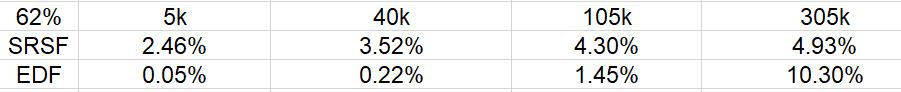 62% 5k 40k 105k 305k
SRSF 2.46% 3.52% 4.30% 4.93%
EDF 0.05% 0.22% 1.45% 10.30%